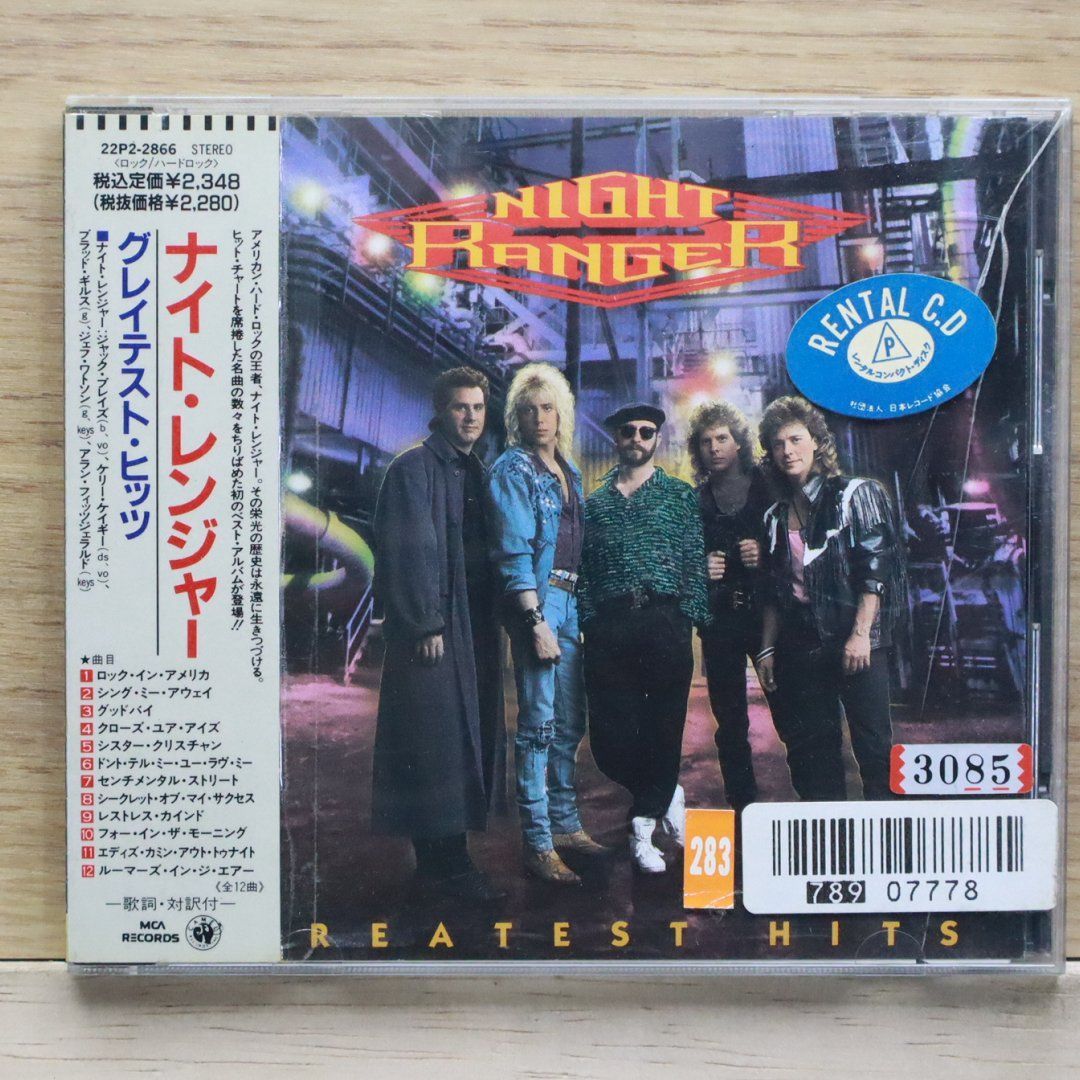 22P2-2866 STEREO
〈ロック/ハードロック〉
税込定価¥2,348
(税抜価格¥2,280)
アメリカン・ハード・ロックの王者、ナイト・レンジャー。その栄光の歴史は永遠に生きつづける。
ヒット・チャートを席捲した名曲の数々をちりばめた初のベスト・アルバムが登場!!
ナイト・レンジャー
グレイテスト・ヒッツ
■ナイト・レンジャー:ジャック・ブレイズ(b、vo)、ケリー・ケイギー(ds、vo)、
ブラッド・ギルス(g)、ジェフ・ワトソン(g、keys)、アラン・フィッツジェラルド(keys)
★曲目
1 ロック・イン・アメリカ
2 シング・ミー・アウェイ
3 グッドバイ
4 クローズ・ユア・アイズ
5 シスター・クリスチャン
6 ドント・テル・ミー・ユー・ラヴ・ミー
7 センチメンタル・ストリート
8 シークレット・オブ・マイ・サクセス
9 レストレス・カインド
10 フォー・イン・ザ・モーニング
11 エディズ・カミン・アウト・トゥナイト
12 ルーマーズ・イン・ジ・エアー
《全12曲》
—歌詞・対訳付—
MCA
RECORDS
NIGHT
RANGER
RENTAL C.D
P
レンタルコンパクト・ディスク
社団法人 日本レコード協会
3085
283
789 07778
REATEST HITS